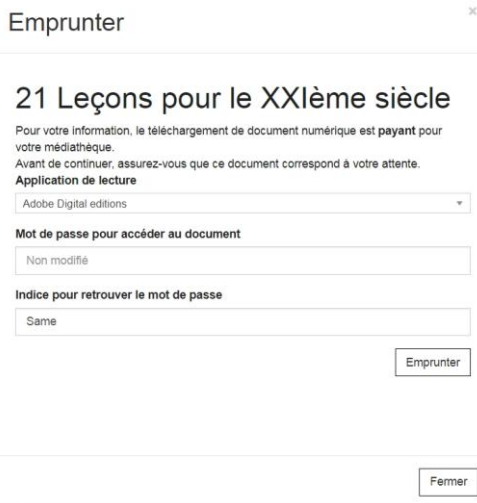 Emprunter
×
21 Leçons pour le XXIème siècle
Pour votre information, le téléchargement de document numérique est payant pour
votre médiathèque.
Avant de continuer, assurez-vous que ce document correspond à votre attente.
Application de lecture
Adobe Digital editions
Mot de passe pour accéder au document
Non modifié
Indice pour retrouver le mot de passe
Same
Emprunter
Fermer